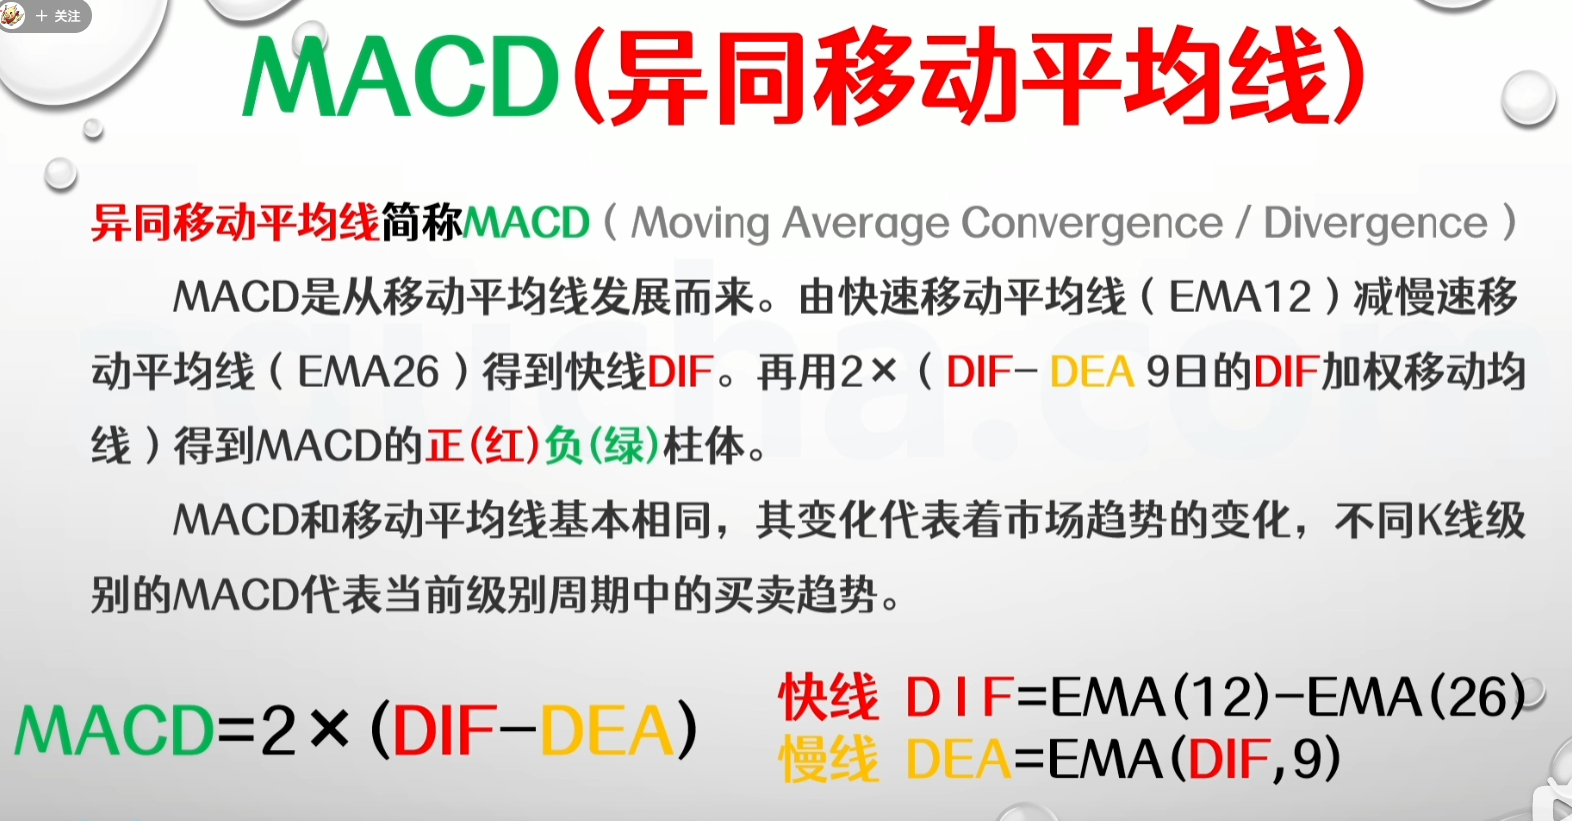 + 关注
MACD(异同移动平均线)
异同移动平均线简称MACD（Moving Average Convergence / Divergence）
MACD是从移动平均线发展而来。由快速移动平均线（EMA12）减慢速移
动平均线（EMA26）得到快线DIF。再用2×（DIF- DEA 9日的DIF加权移动均
线）得到MACD的正(红)负(绿)柱体。
MACD和移动平均线基本相同，其变化代表着市场趋势的变化，不同K线级
别的MACD代表当前级别周期中的买卖趋势。
MACD=2×(DIF-DEA)
快线 DIF=EMA(12)-EMA(26)
慢线 DEA=EMA(DIF,9)